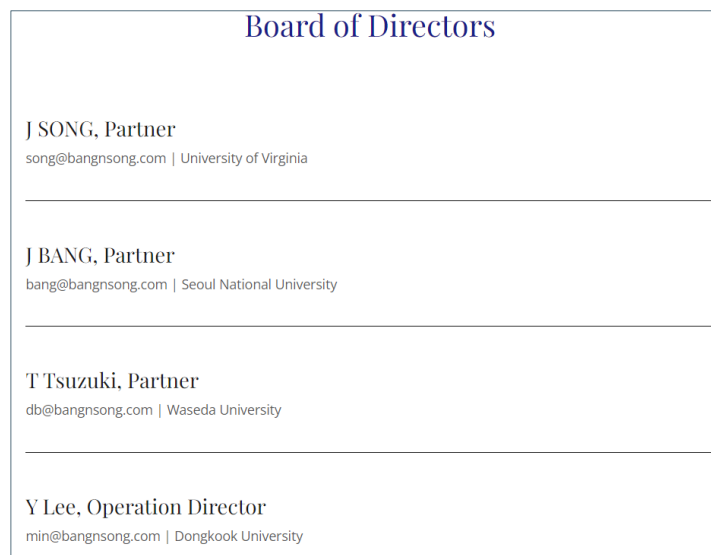 Board of Directors
J SONG, Partner
song@bangnsong.com | University of Virginia
J BANG, Partner
bang@bangnsong.com | Seoul National University
T Tsuzuki, Partner
db@bangnsong.com | Waseda University
Y Lee, Operation Director
min@bangnsong.com | Dongkook University